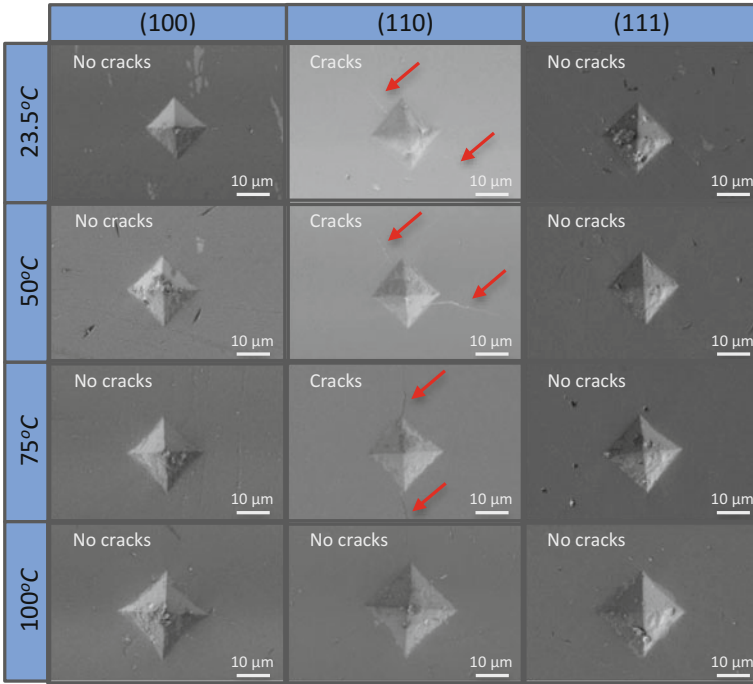 (100) (110) (111)
23.5°C
No cracks Cracks No cracks
10 μm 10 μm 10 μm
50°C
No cracks Cracks No cracks
10 μm 10 μm 10 μm
75°C
No cracks Cracks No cracks
10 μm 10 μm 10 μm
100°C
No cracks No cracks No cracks
10 μm 10 μm 10 μm